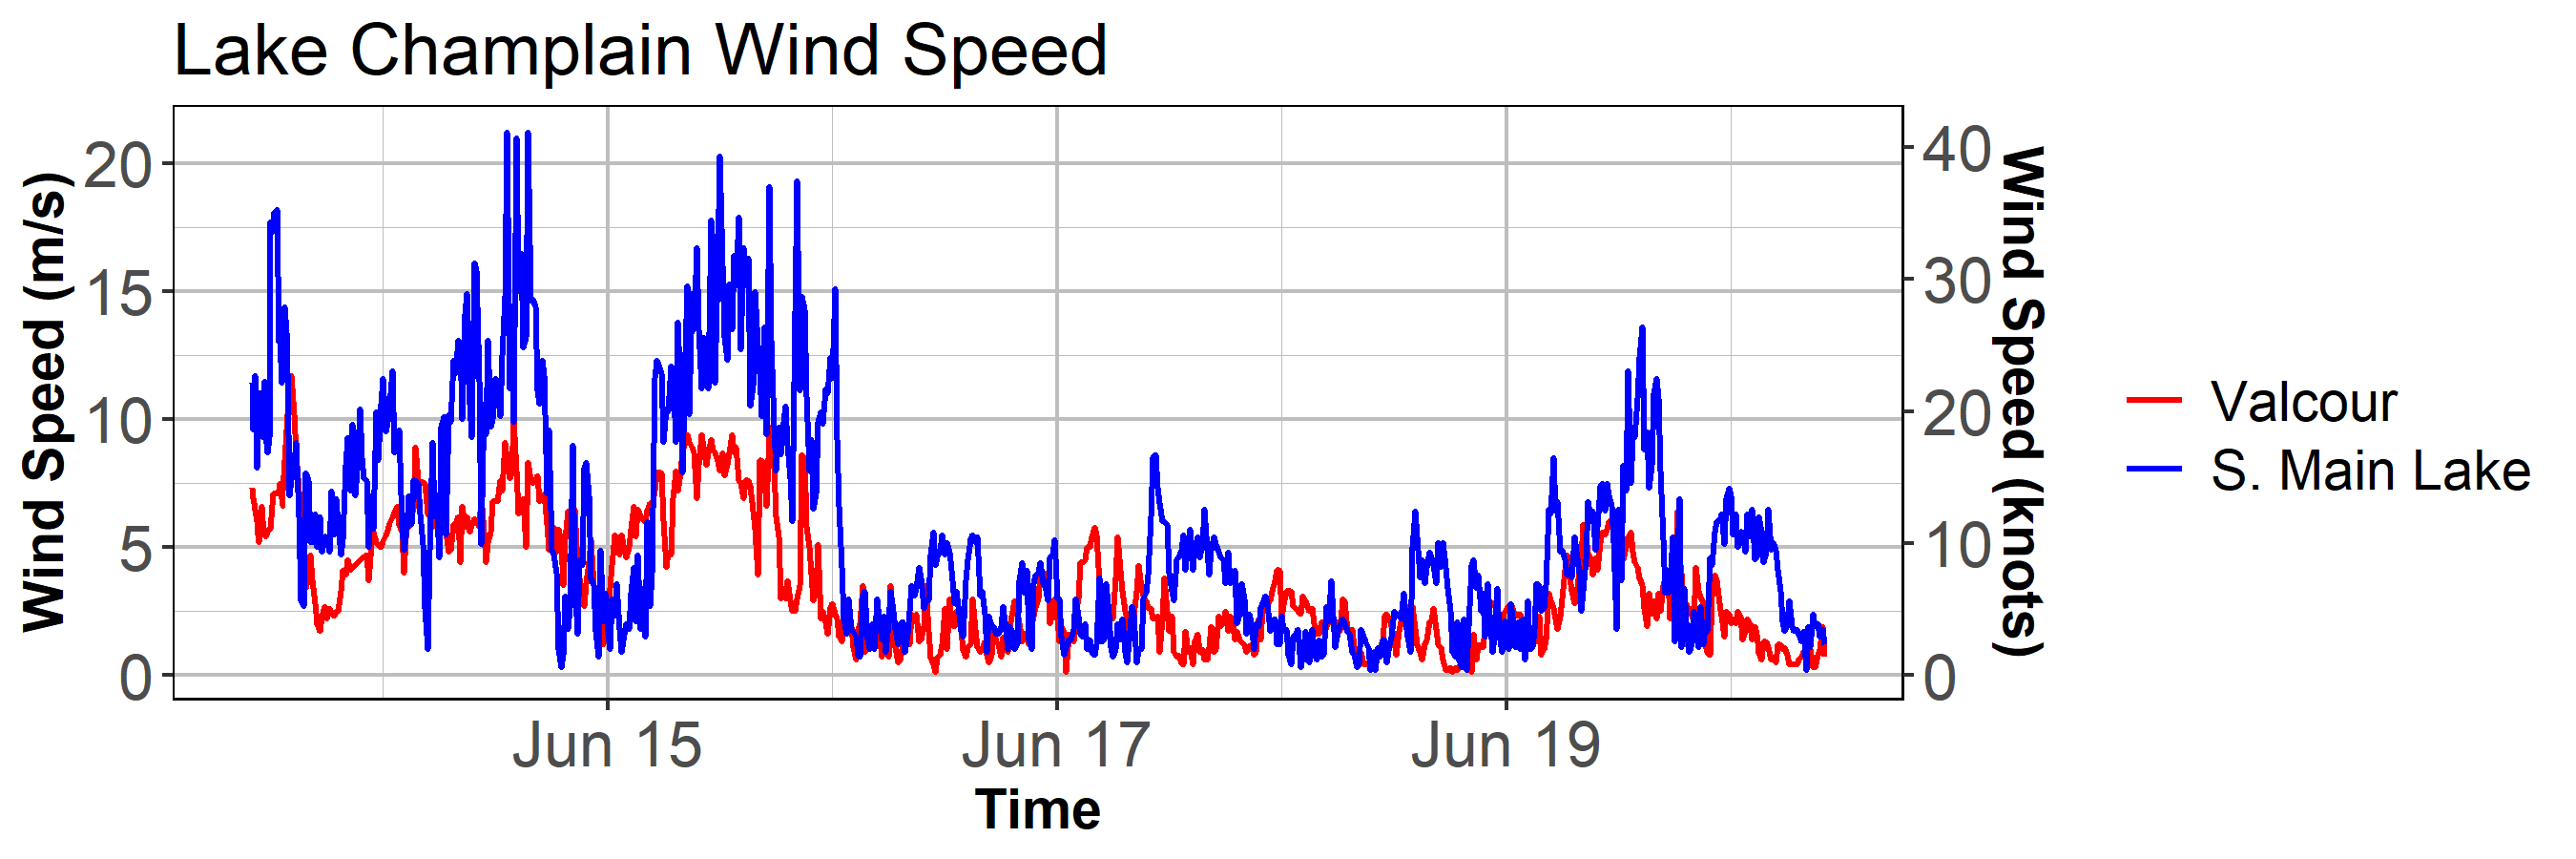 Lake Champlain Wind Speed
Wind Speed (m/s)
20
15
10
5
0
40
30
20
10
0
Wind Speed (knots)
Jun 15
Jun 17
Jun 19
Time
Valcour
S. Main Lake